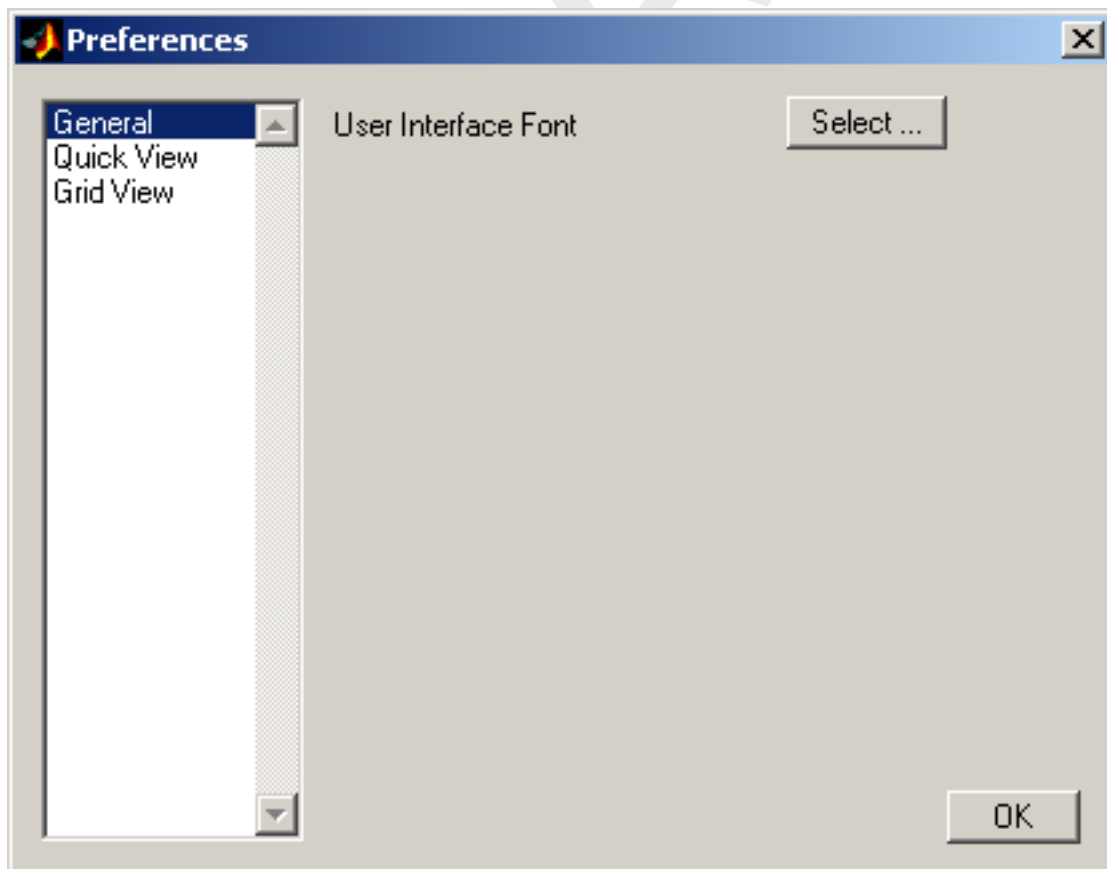 Preferences
General
Quick View
Grid View
User Interface Font
Select ...
OK